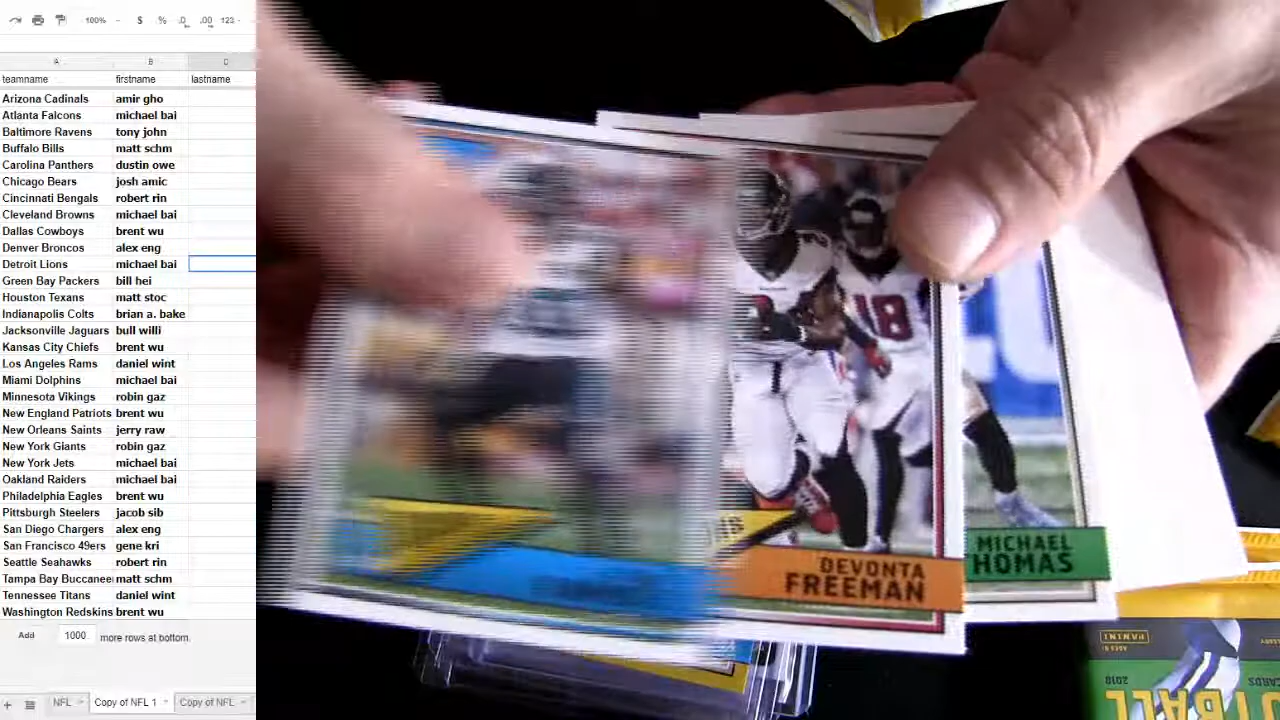 100% $ % .0 .00 123
A B C
teamname firstname lastname
Arizona Cadinals amir gho
Atlanta Falcons michael bai
Baltimore Ravens tony john
Buffalo Bills matt schm
Carolina Panthers dustin owe
Chicago Bears josh amic
Cincinnati Bengals robert rin
Cleveland Browns michael bai
Dallas Cowboys brent wu
Denver Broncos alex eng
Detroit Lions michael bai
Green Bay Packers bill hei
Houston Texans matt stoc
Indianapolis Colts brian a. bake
Jacksonville Jaguars bull willi
Kansas City Chiefs brent wu
Los Angeles Rams daniel wint
Miami Dolphins michael bai
Minnesota Vikings robin gaz
New England Patriots brent wu
New Orleans Saints jerry raw
New York Giants robin gaz
New York Jets michael bai
Oakland Raiders michael bai
Philadelphia Eagles brent wu
Pittsburgh Steelers jacob sib
San Diego Chargers alex eng
San Francisco 49ers gene kri
Seattle Seahawks robert rin
Tampa Bay Buccanee matt schm
Tennessee Titans daniel wint
Washington Redskins brent wu
Add 1000 more rows at bottom.
+ NFL Copy of NFL 1 Copy of NFL
18
DEVONTA
FREEMAN
MICHAEL
THOMAS
PANINI
2018